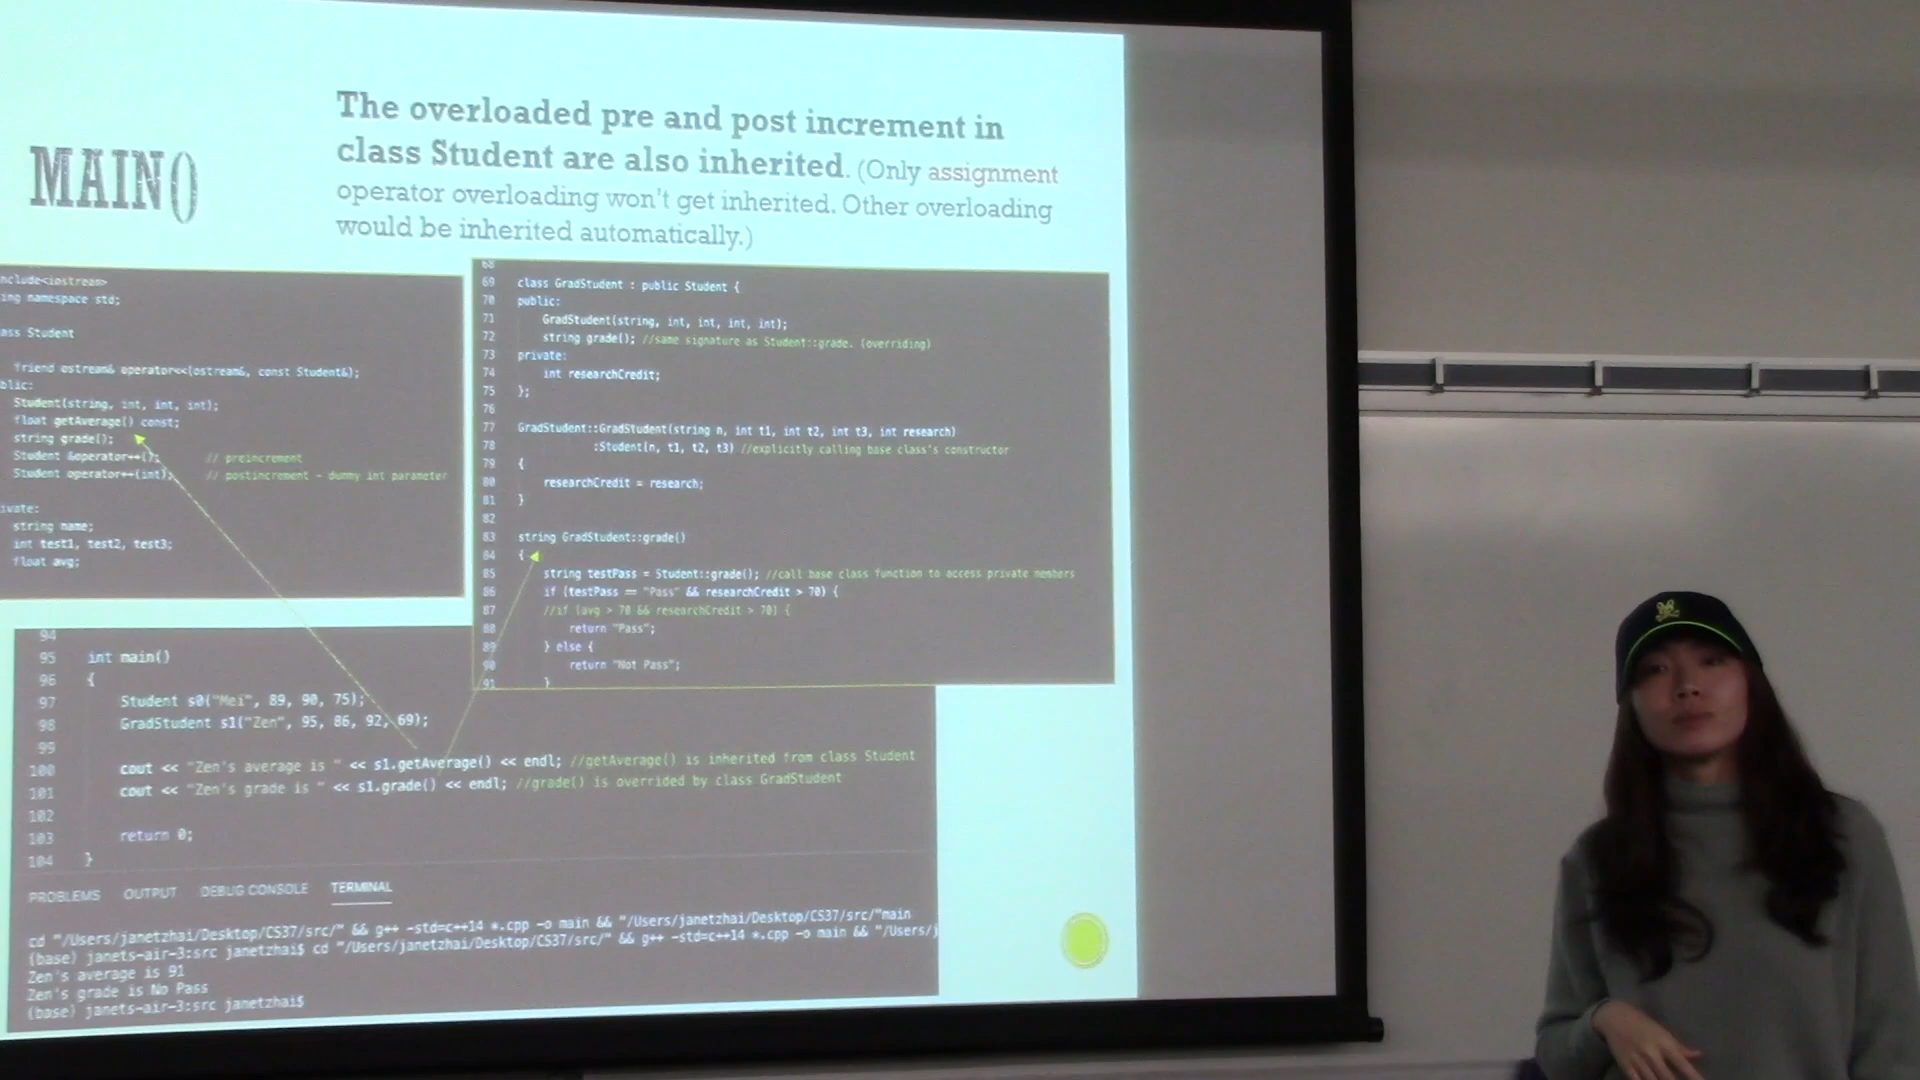 MAIN()
The overloaded pre and post increment in
class Student are also inherited. (Only assignment
operator overloading won't get inherited. Other overloading
would be inherited automatically.)
nclude<iostream>
ing namespace std;
ass Student
friend ostream& operator<<(ostream&, const Student&);
blic:
Student(string, int, int, int);
float getAverage() const;
string grade();
Student &operator++(); // preincrement
Student operator++(int); // postincrement - dummy int parameter
ivate:
string name;
int test1, test2, test3;
float avg;
68
69 class GradStudent : public Student {
70 public:
71 GradStudent(string, int, int, int, int);
72 string grade(); //same signature as Student::grade. (overriding)
73 private:
74 int researchCredit;
75 };
76
77 GradStudent::GradStudent(string n, int t1, int t2, int t3, int research)
78 :Student(n, t1, t2, t3) //explicitly calling base class's constructor
79 {
80 researchCredit = research;
81 }
82
83 string GradStudent::grade()
84 {
85 string testPass = Student::grade(); //call base class function to access private members
86 if (testPass == "Pass" && researchCredit > 70) {
87 //if (avg > 70 && researchCredit > 70) {
88 return "Pass";
89 } else {
90 return "Not Pass";
91 }
94
95 int main()
96 {
97 Student s0("Mei", 89, 90, 75);
98 GradStudent s1("Zen", 95, 86, 92, 69);
99
100 cout << "Zen's average is " << s1.getAverage() << endl; //getAverage() is inherited from class Student
101 cout << "Zen's grade is " << s1.grade() << endl; //grade() is overrided by class GradStudent
102
103 return 0;
104 }
PROBLEMS OUTPUT DEBUG CONSOLE TERMINAL
cd "/Users/janetzhai/Desktop/CS37/src/" && g++ -std=c++14 *.cpp -o main && "/Users/janetzhai/Desktop/CS37/src/"main
(base) janets-air-3:src janetzhai$ cd "/Users/janetzhai/Desktop/CS37/src/" && g++ -std=c++14 *.cpp -o main && "/Users/j
Zen's average is 91
Zen's grade is No Pass
(base) janets-air-3:src janetzhai$